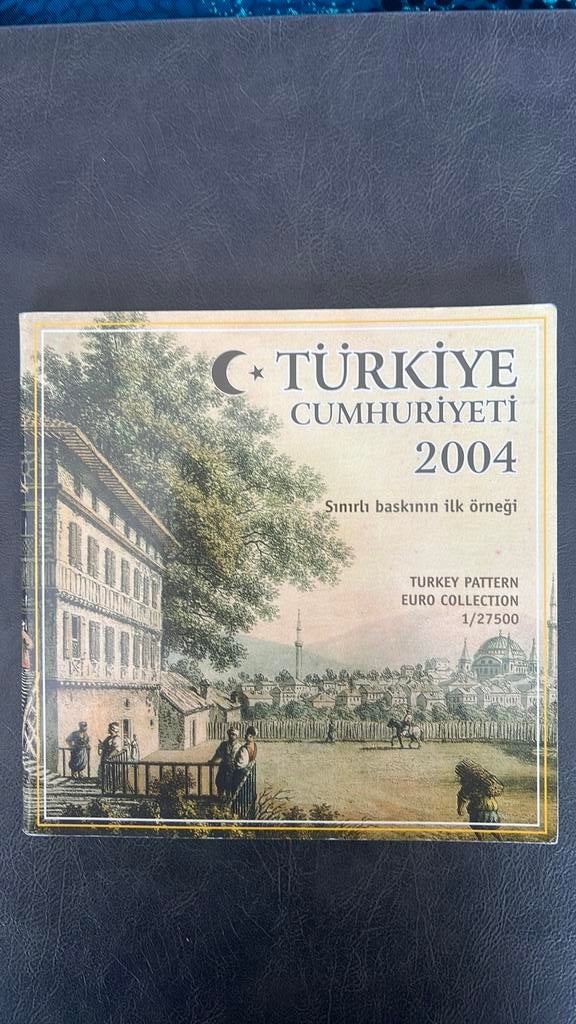 TÜRKİYE
CUMHURİYETİ
2004
Sınırlı baskının ilk örneği
TURKEY PATTERN
EURO COLLECTION
1/27500